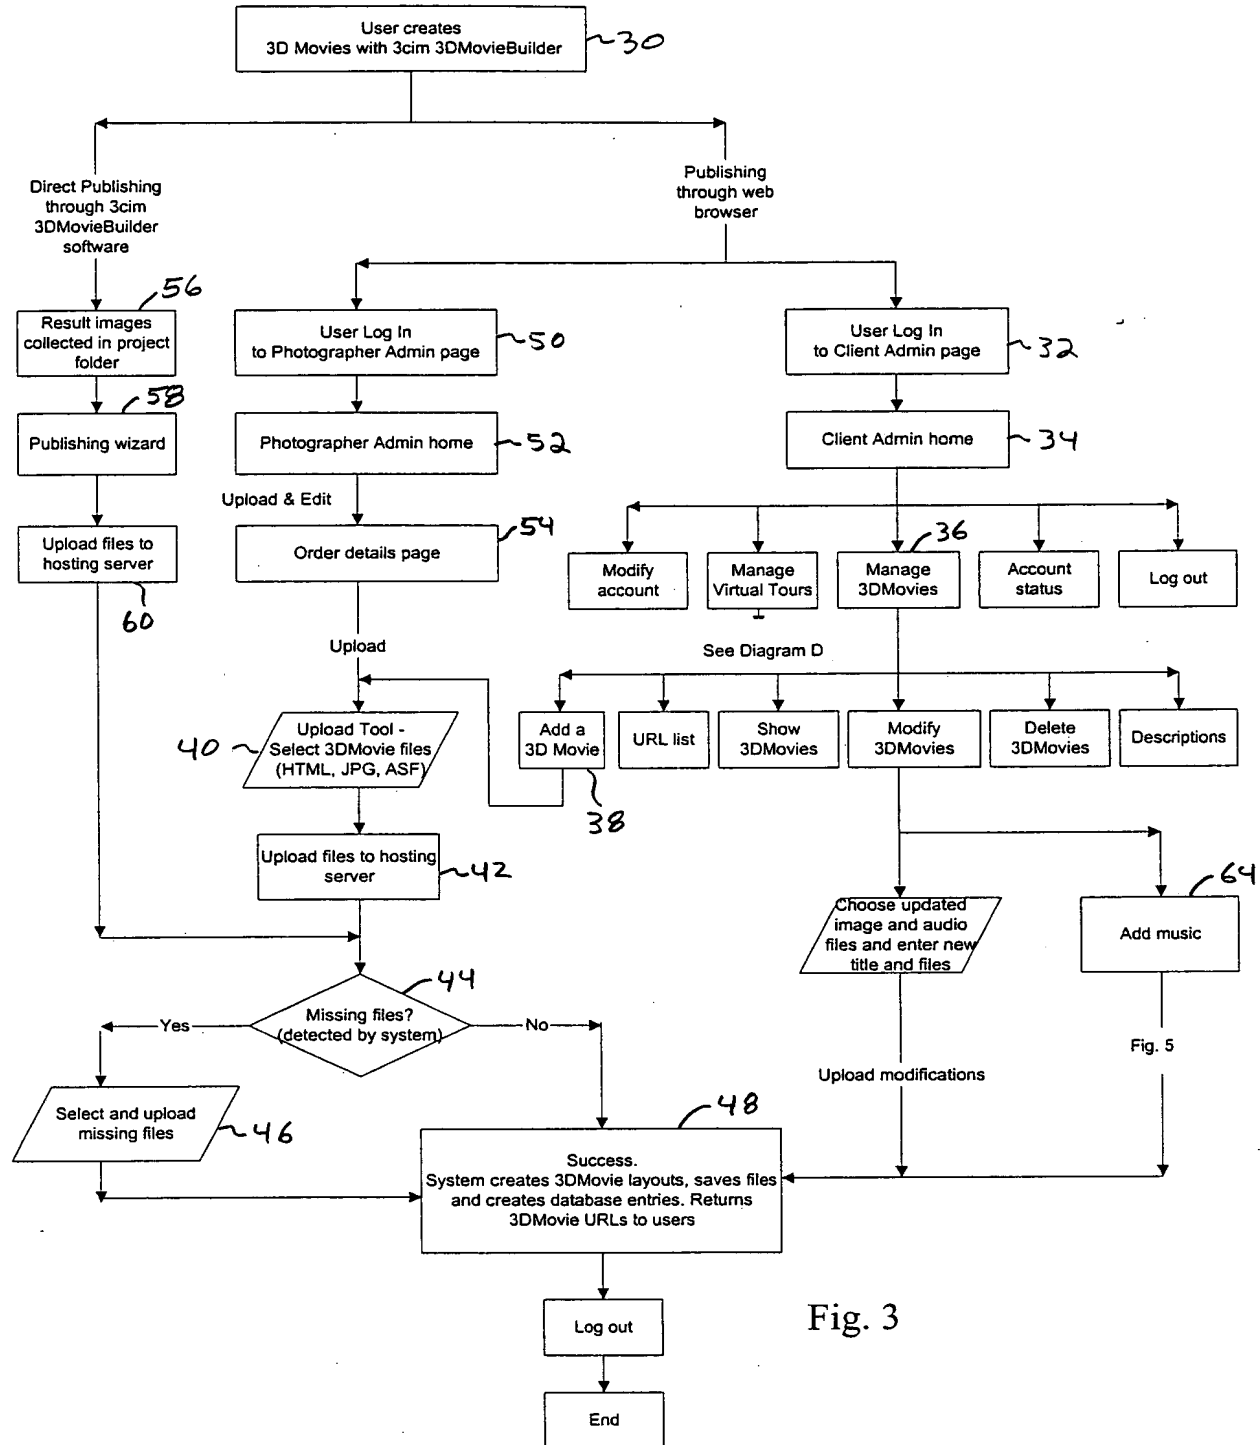 User creates
3D Movies with 3cim 3DMovieBuilder
30
Direct Publishing
through 3cim
3DMovieBuilder
software
Publishing
through web
browser
56
Result images
collected in project
folder
User Log In
to Photographer Admin page
50
User Log In
to Client Admin page
32
58
Publishing wizard
Photographer Admin home
52
Client Admin home
34
Upload & Edit
54
Upload files to
hosting server
60
Order details page
36
Modify
account
Manage
Virtual Tours
Manage
3DMovies
Account
status
Log out
Upload
See Diagram D
40
Upload Tool -
Select 3DMovie files
(HTML, JPG, ASF)
Add a
3D Movie
38
URL list
Show
3DMovies
Modify
3DMovies
Delete
3DMovies
Descriptions
Upload files to hosting
server
42
Choose updated
image and audio
files and enter new
title and files
64
Add music
44
Missing files?
(detected by system)
Yes
No
Fig. 5
Upload modifications
Select and upload
missing files
46
48
Success.
System creates 3DMovie layouts, saves files
and creates database entries. Returns
3DMovie URLs to users
Log out
Fig. 3
End